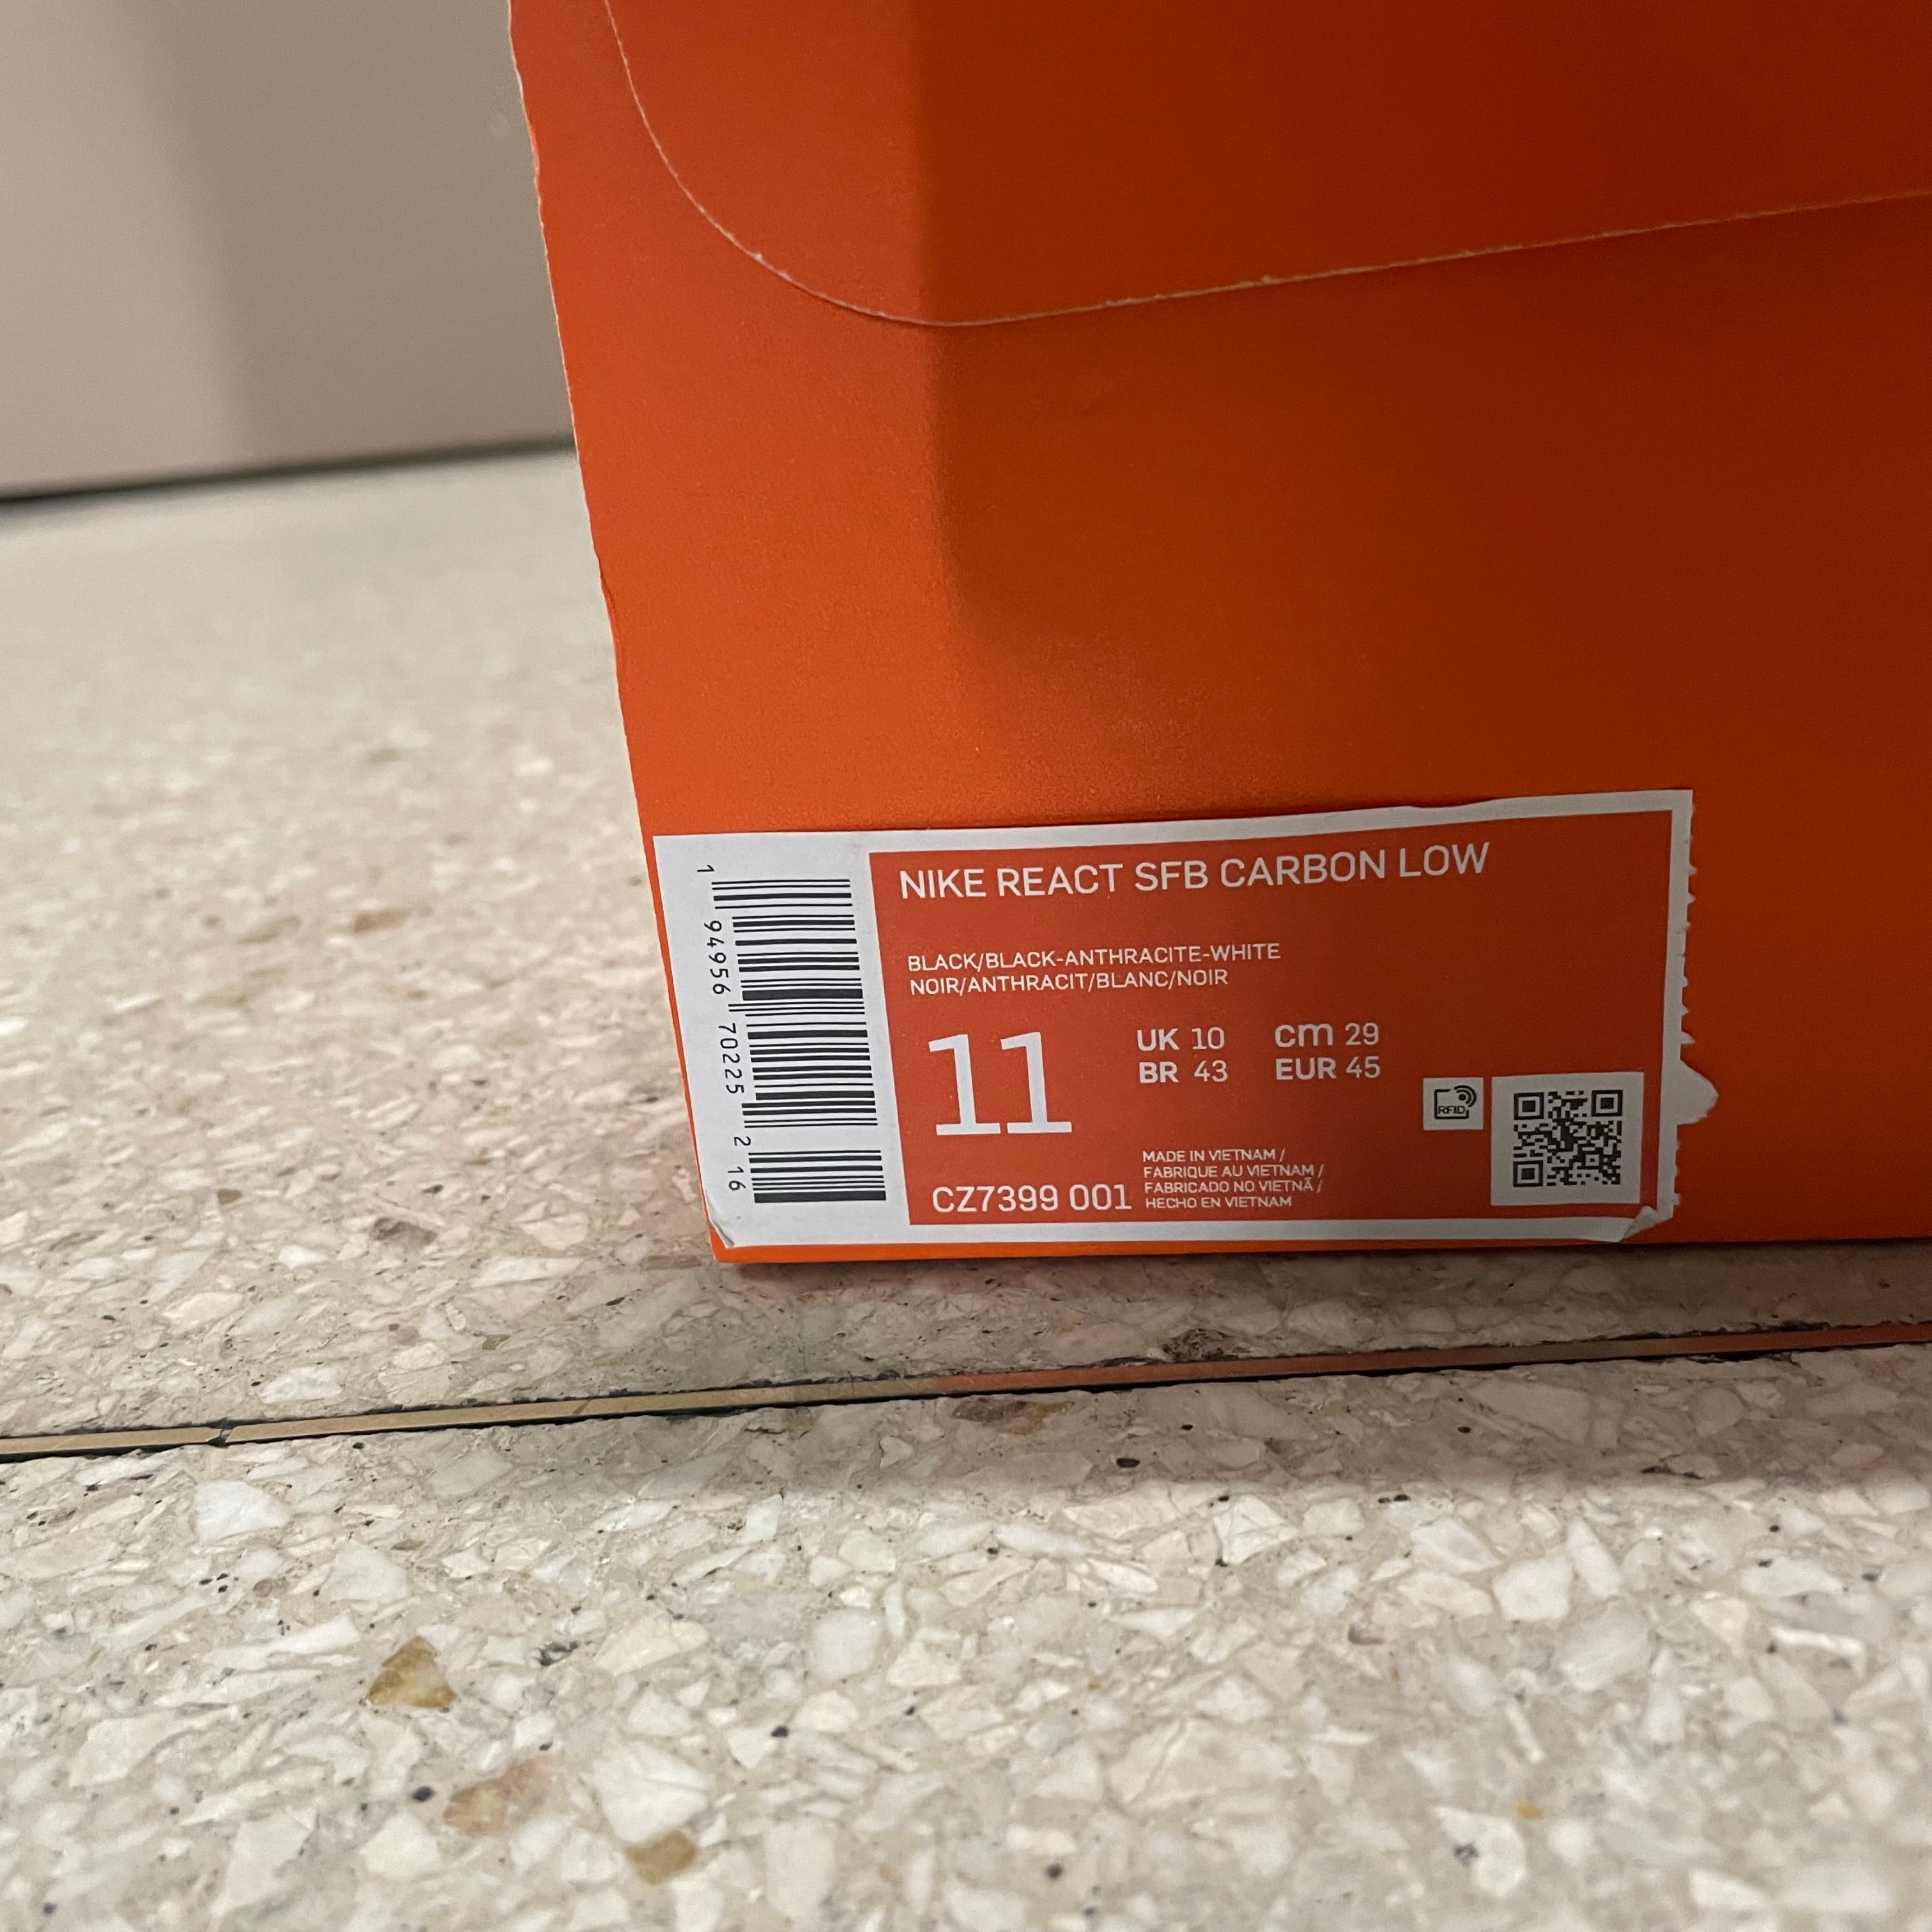 1 94956 70225 2 16
NIKE REACT SFB CARBON LOW
BLACK/BLACK-ANTHRACITE-WHITE
NOIR/ANTHRACIT/BLANC/NOIR
11
UK 10 cm 29
BR 43 EUR 45
RFID
CZ7399 001
MADE IN VIETNAM /
FABRIQUE AU VIETNAM /
FABRICADO NO VIETNÃ /
HECHO EN VIETNAM